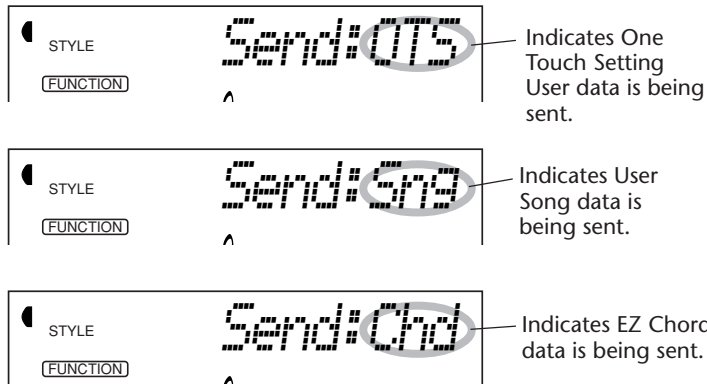 STYLE
Send:OTS
FUNCTION
Indicates One
Touch Setting
User data is being
sent.
STYLE
Send:Sng
FUNCTION
Indicates User
Song data is
being sent.
STYLE
Send:Chd
FUNCTION
Indicates EZ Chord
data is being sent.